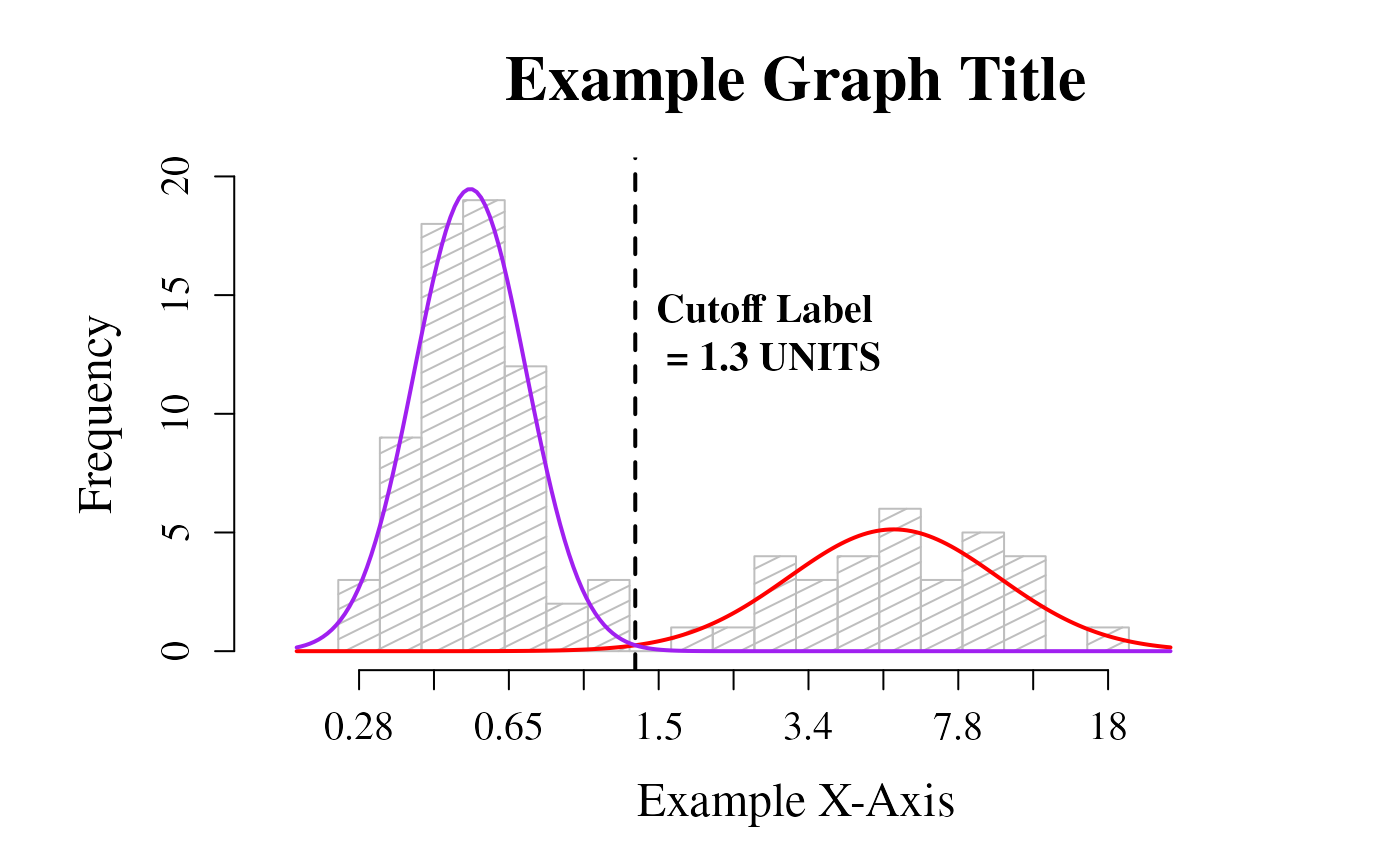 Example Graph Title
20
15
10
5
0
Frequency
Cutoff Label
= 1.3 UNITS
0.28 0.65 1.5 3.4 7.8 18
Example X-Axis